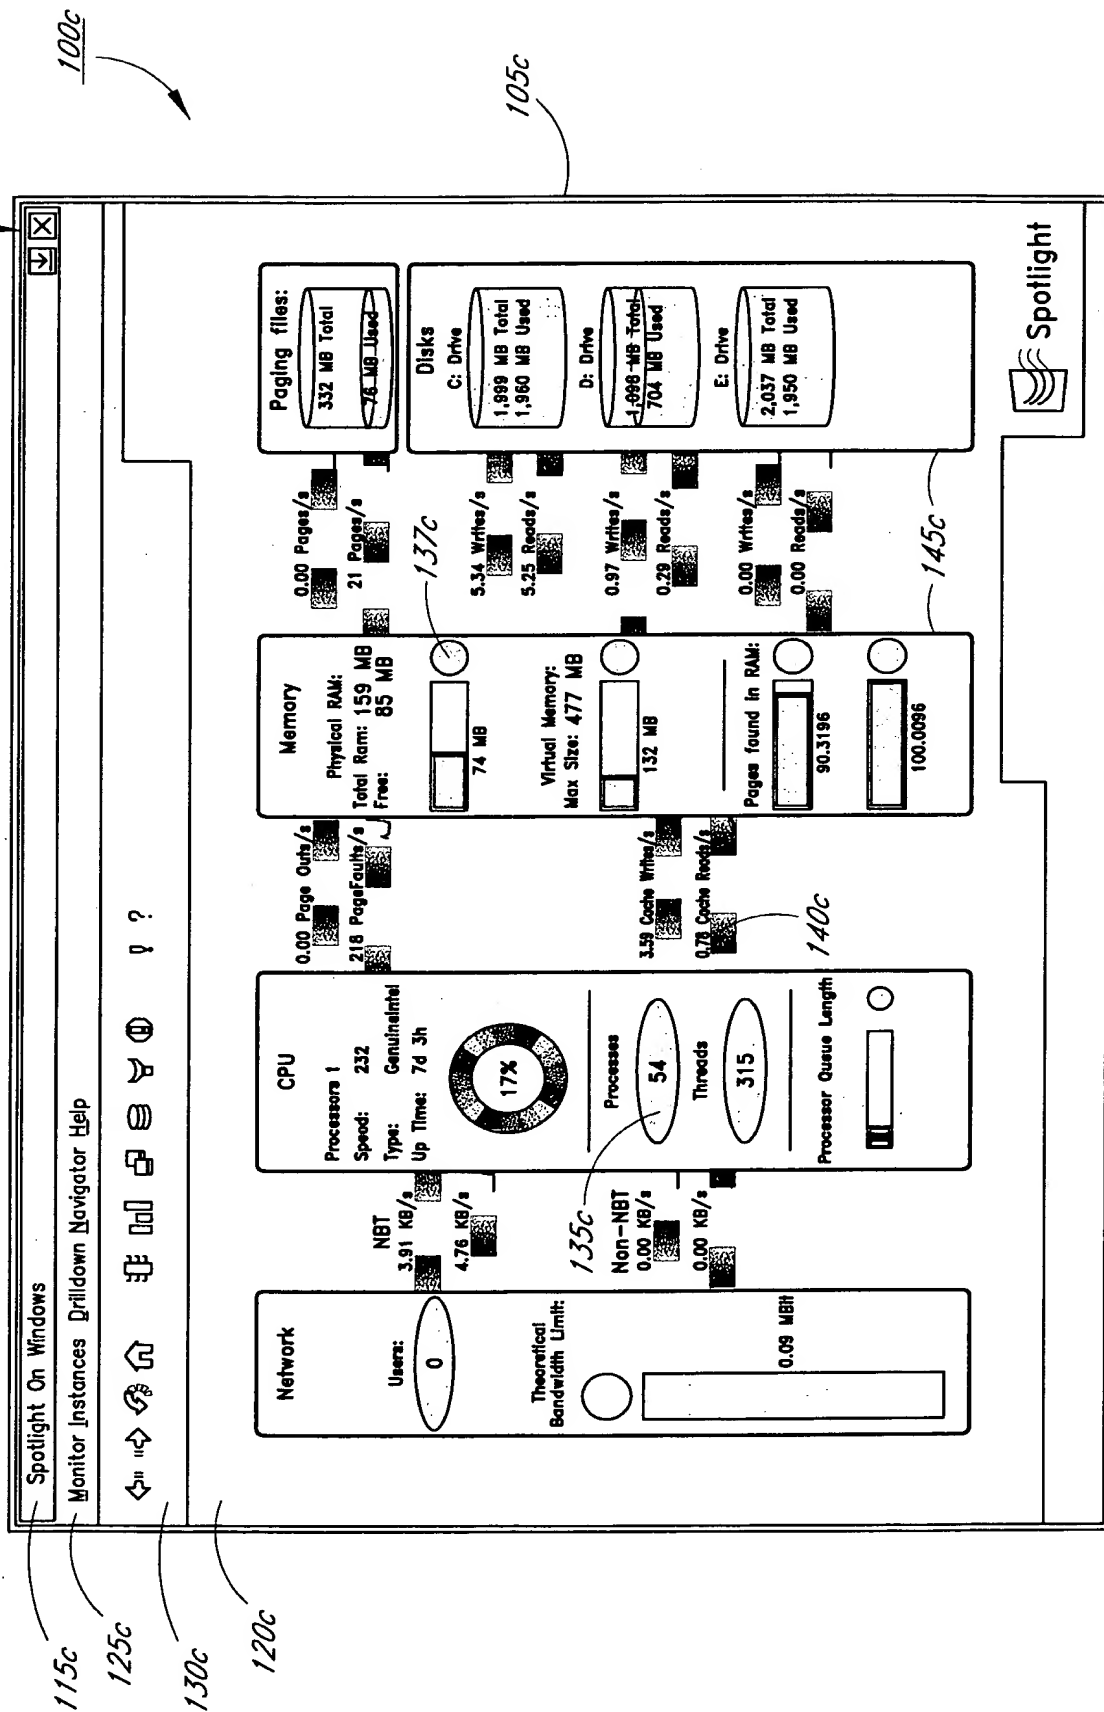 100c
105c
115c
Spotlight On Windows
125c
Monitor Instances Drilldown Navigator Help
130c
?
120c
Network
Users:
0
Theoretical
Bandwidth Limit:
0.09 MBit
NBT
3.91 KB/s
4.76 KB/s
Non-NBT
0.00 KB/s
0.00 KB/s
135c
CPU
Processors 1
Speed: 232
Type: GenuineIntel
Up Time: 7d 3h
17%
Processes
54
Threads
315
Processor Queue Length
0.00 Page Outs/s
218 PageFaults/s
3.59 Cache Writes/s
0.78 Cache Reads/s
140c
Memory
Physical RAM:
Total Ram: 159 MB
Free: 85 MB
74 MB
137c
Virtual Memory:
Max Size: 477 MB
132 MB
Pages found in RAM:
90.3196
100.0096
145c
0.00 Pages/s
21 Pages/s
5.34 Writes/s
5.25 Reads/s
0.97 Writes/s
0.29 Reads/s
0.00 Writes/s
0.00 Reads/s
Paging files:
332 MB Total
76 MB Used
Disks
C: Drive
1,999 MB Total
1,960 MB Used
D: Drive
1,098 MB Total
704 MB Used
E: Drive
2,037 MB Total
1,950 MB Used
Spotlight